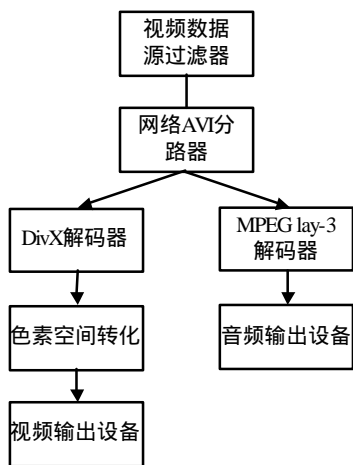 视频数据
源过滤器
网络AVI分
路器
DivX解码器
MPEG lay-3
解码器
色素空间转化
音频输出设备
视频输出设备